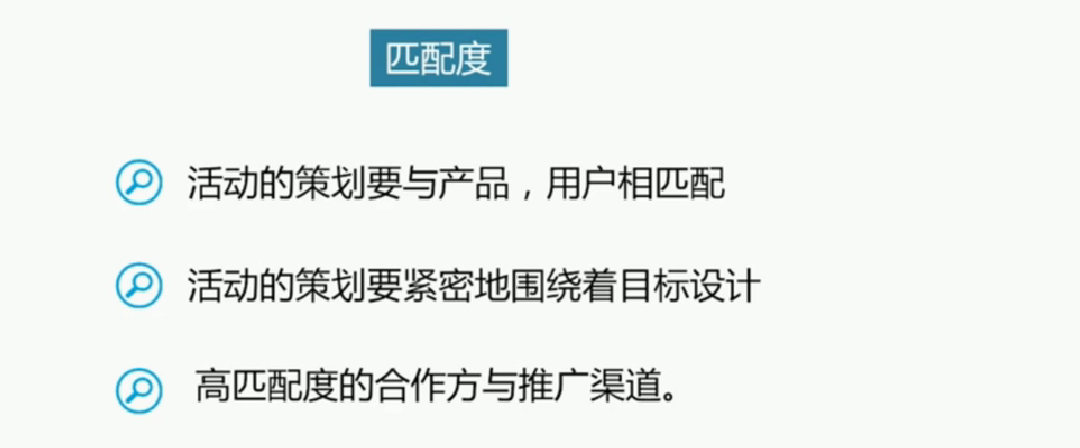 匹配度
活动的策划要与产品，用户相匹配
活动的策划要紧密地围绕着目标设计
高匹配度的合作方与推广渠道。